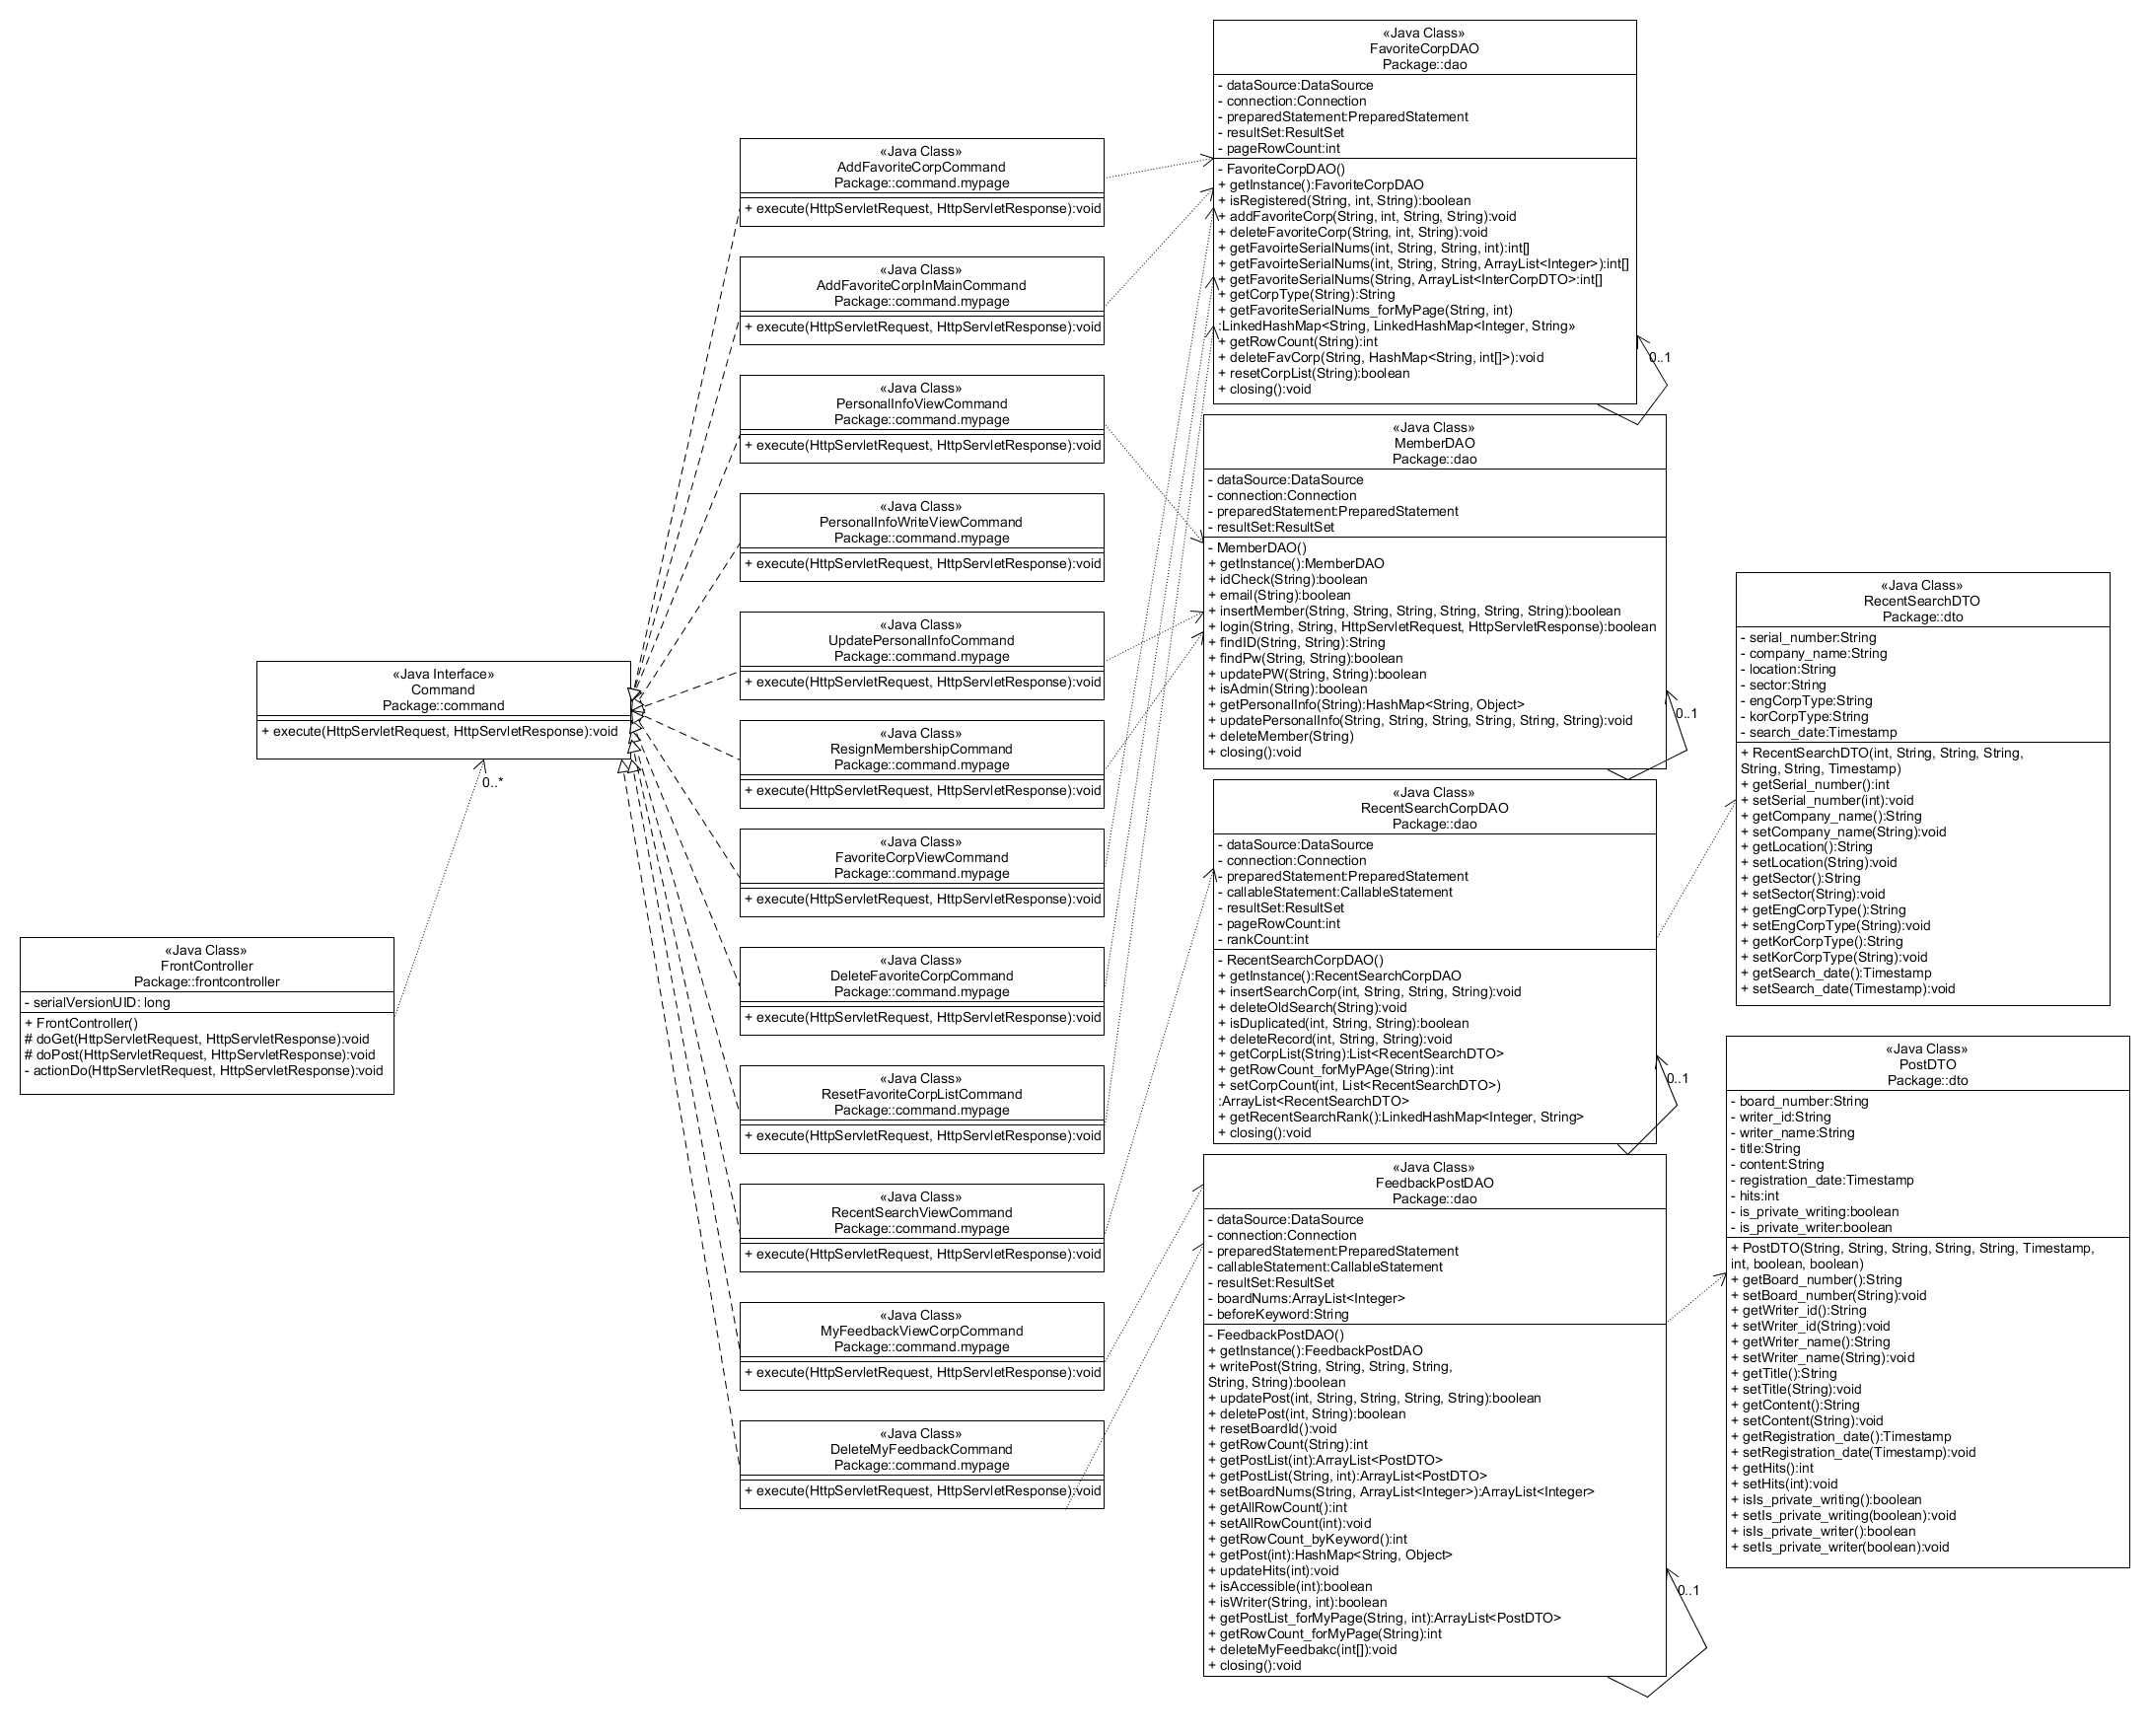 «Java Class»
FavoriteCorpDAO
Package::dao
- dataSource:DataSource
- connection:Connection
- preparedStatement:PreparedStatement
- resultSet:ResultSet
- pageRowCount:int
- FavoriteCorpDAO()
+ getInstance():FavoriteCorpDAO
+ isRegistered(String, int, String):boolean
+ addFavoriteCorp(String, int, String, String):void
+ deleteFavoriteCorp(String, int, String):void
+ getFavoirteSerialNums(int, String, String, int):int[]
+ getFavoirteSerialNums(int, String, String, ArrayList<Integer>):int[]
+ getFavoriteSerialNums(String, ArrayList<InterCorpDTO>:int[]
+ getCorpType(String):String
+ getFavoriteSerialNums_forMyPage(String, int)
:LinkedHashMap<String, LinkedHashMap<Integer, String»
+ getRowCount(String):int
+ deleteFavCorp(String, HashMap<String, int[]>):void
+ resetCorpList(String):boolean
+ closing():void
0..1
«Java Class»
AddFavoriteCorpCommand
Package::command.mypage
+ execute(HttpServletRequest, HttpServletResponse):void
«Java Class»
AddFavoriteCorpInMainCommand
Package::command.mypage
+ execute(HttpServletRequest, HttpServletResponse):void
«Java Class»
PersonalInfoViewCommand
Package::command.mypage
+ execute(HttpServletRequest, HttpServletResponse):void
«Java Class»
PersonalInfoWriteViewCommand
Package::command.mypage
+ execute(HttpServletRequest, HttpServletResponse):void
«Java Class»
UpdatePersonalInfoCommand
Package::command.mypage
+ execute(HttpServletRequest, HttpServletResponse):void
«Java Class»
ResignMembershipCommand
Package::command.mypage
+ execute(HttpServletRequest, HttpServletResponse):void
«Java Class»
FavoriteCorpViewCommand
Package::command.mypage
+ execute(HttpServletRequest, HttpServletResponse):void
«Java Class»
DeleteFavoriteCorpCommand
Package::command.mypage
+ execute(HttpServletRequest, HttpServletResponse):void
«Java Class»
ResetFavoriteCorpListCommand
Package::command.mypage
+ execute(HttpServletRequest, HttpServletResponse):void
«Java Class»
RecentSearchViewCommand
Package::command.mypage
+ execute(HttpServletRequest, HttpServletResponse):void
«Java Class»
MyFeedbackViewCorpCommand
Package::command.mypage
+ execute(HttpServletRequest, HttpServletResponse):void
«Java Class»
DeleteMyFeedbackCommand
Package::command.mypage
+ execute(HttpServletRequest, HttpServletResponse):void
«Java Interface»
Command
Package::command
+ execute(HttpServletRequest, HttpServletResponse):void
0..*
«Java Class»
FrontController
Package::frontcontroller
- serialVersionUID: long
+ FrontController()
# doGet(HttpServletRequest, HttpServletResponse):void
# doPost(HttpServletRequest, HttpServletResponse):void
- actionDo(HttpServletRequest, HttpServletResponse):void
«Java Class»
MemberDAO
Package::dao
- dataSource:DataSource
- connection:Connection
- preparedStatement:PreparedStatement
- resultSet:ResultSet
- MemberDAO()
+ getInstance():MemberDAO
+ idCheck(String):boolean
+ email(String):boolean
+ insertMember(String, String, String, String, String, String):boolean
+ login(String, String, HttpServletRequest, HttpServletResponse):boolean
+ findID(String, String):String
+ findPw(String, String):boolean
+ updatePW(String, String):boolean
+ isAdmin(String):boolean
+ getPersonalInfo(String):HashMap<String, Object>
+ updatePersonalInfo(String, String, String, String, String, String):void
+ deleteMember(String)
+ closing():void
0..1
«Java Class»
RecentSearchCorpDAO
Package::dao
- dataSource:DataSource
- connection:Connection
- preparedStatement:PreparedStatement
- callableStatement:CallableStatement
- resultSet:ResultSet
- pageRowCount:int
- rankCount:int
- RecentSearchCorpDAO()
+ getInstance():RecentSearchCorpDAO
+ insertSearchCorp(int, String, String, String):void
+ deleteOldSearch(String):void
+ isDuplicated(int, String, String):boolean
+ deleteRecord(int, String, String):void
+ getCorpList(String):List<RecentSearchDTO>
+ getRowCount_forMyPAge(String):int
+ setCorpCount(int, List<RecentSearchDTO>)
:ArrayList<RecentSearchDTO>
+ getRecentSearchRank():LinkedHashMap<Integer, String>
+ closing():void
0..1
«Java Class»
FeedbackPostDAO
Package::dao
- dataSource:DataSource
- connection:Connection
- preparedStatement:PreparedStatement
- callableStatement:CallableStatement
- resultSet:ResultSet
- boardNums:ArrayList<Integer>
- beforeKeyword:String
- FeedbackPostDAO()
+ getInstance():FeedbackPostDAO
+ writePost(String, String, String, String,
String, String):boolean
+ updatePost(int, String, String, String, String):boolean
+ deletePost(int, String):boolean
+ resetBoardId():void
+ getRowCount(String):int
+ getPostList(int):ArrayList<PostDTO>
+ getPostList(String, int):ArrayList<PostDTO>
+ setBoardNums(String, ArrayList<Integer>):ArrayList<Integer>
+ getAllRowCount():int
+ setAllRowCount(int):void
+ getRowCount_byKeyword():int
+ getPost(int):HashMap<String, Object>
+ updateHits(int):void
+ isAccessible(int):boolean
+ isWriter(String, int):boolean
+ getPostList_forMyPage(String, int):ArrayList<PostDTO>
+ getRowCount_forMyPage(String):int
+ deleteMyFeedbakc(int[]):void
+ closing():void
0..1
«Java Class»
RecentSearchDTO
Package::dto
- serial_number:String
- company_name:String
- location:String
- sector:String
- engCorpType:String
- korCorpType:String
- search_date:Timestamp
+ RecentSearchDTO(int, String, String, String,
String, String, Timestamp)
+ getSerial_number():int
+ setSerial_number(int):void
+ getCompany_name():String
+ setCompany_name(String):void
+ getLocation():String
+ setLocation(String):void
+ getSector():String
+ setSector(String):void
+ getEngCorpType():String
+ setEngCorpType(String):void
+ getKorCorpType():String
+ setKorCorpType(String):void
+ getSearch_date():Timestamp
+ setSearch_date(Timestamp):void
«Java Class»
PostDTO
Package::dto
- board_number:String
- writer_id:String
- writer_name:String
- title:String
- content:String
- registration_date:Timestamp
- hits:int
- is_private_writing:boolean
- is_private_writer:boolean
+ PostDTO(String, String, String, String, String, Timestamp,
int, boolean, boolean)
+ getBoard_number():String
+ setBoard_number(String):void
+ getWriter_id():String
+ setWriter_id(String):void
+ getWriter_name():String
+ setWriter_name(String):void
+ getTitle():String
+ setTitle(String):void
+ getContent():String
+ setContent(String):void
+ getRegistration_date():Timestamp
+ setRegistration_date(Timestamp):void
+ getHits():int
+ setHits(int):void
+ isIs_private_writing():boolean
+ setIs_private_writing(boolean):void
+ isIs_private_writer():boolean
+ setIs_private_writer(boolean):void